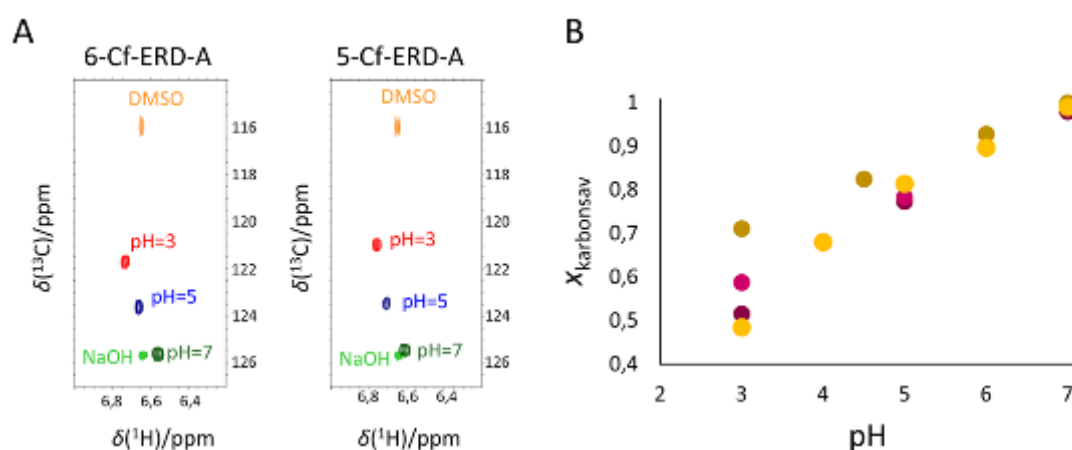 A
6-Cf-ERD-A
5-Cf-ERD-A
DMSO
pH=3
pH=5
NaOH
pH=7
116
118
120
122
124
126
δ(¹³C)/ppm
6,8 6,6 6,4
δ(¹H)/ppm
DMSO
pH=3
pH=5
NaOH
pH=7
116
118
120
122
124
126
δ(¹³C)/ppm
6,8 6,6 6,4
δ(¹H)/ppm
B
xkarbonsav
1
0,9
0,8
0,7
0,6
0,5
0,4
2 3 4 5 6 7
pH